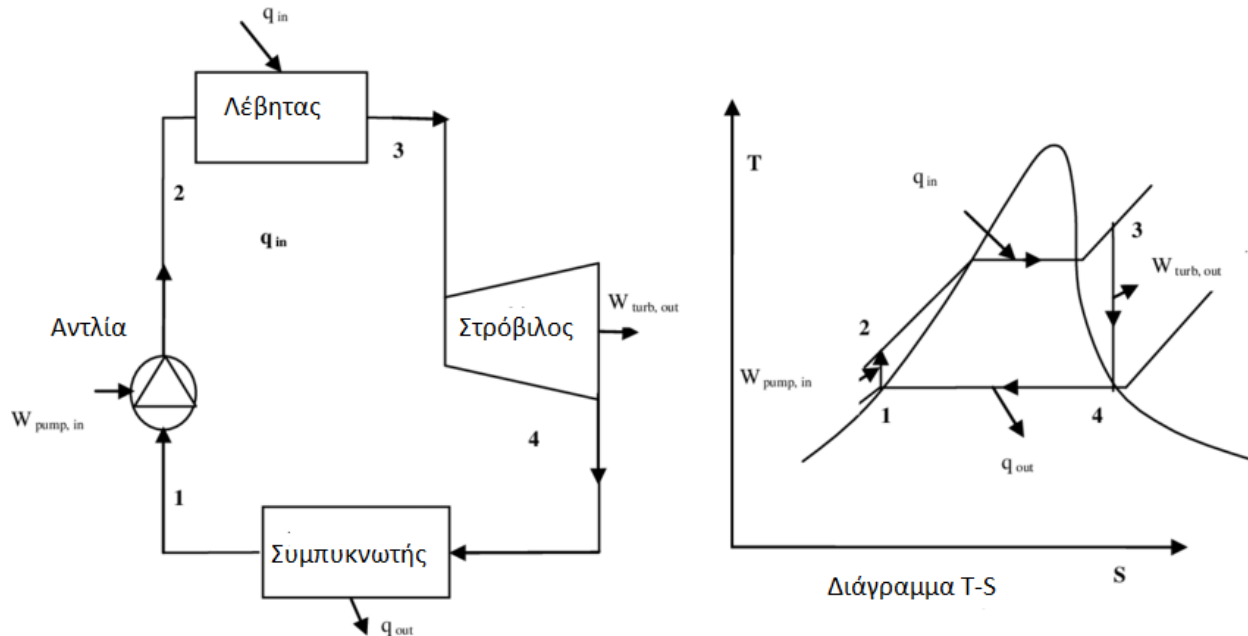 q in
Λέβητας
3
2
q in
W turb, out
Στρόβιλος
Αντλία
W pump, in
4
1
Συμπυκνωτής
q out
T
q in
3
W turb, out
2
W pump, in
1
4
q out
S
Διάγραμμα T-S